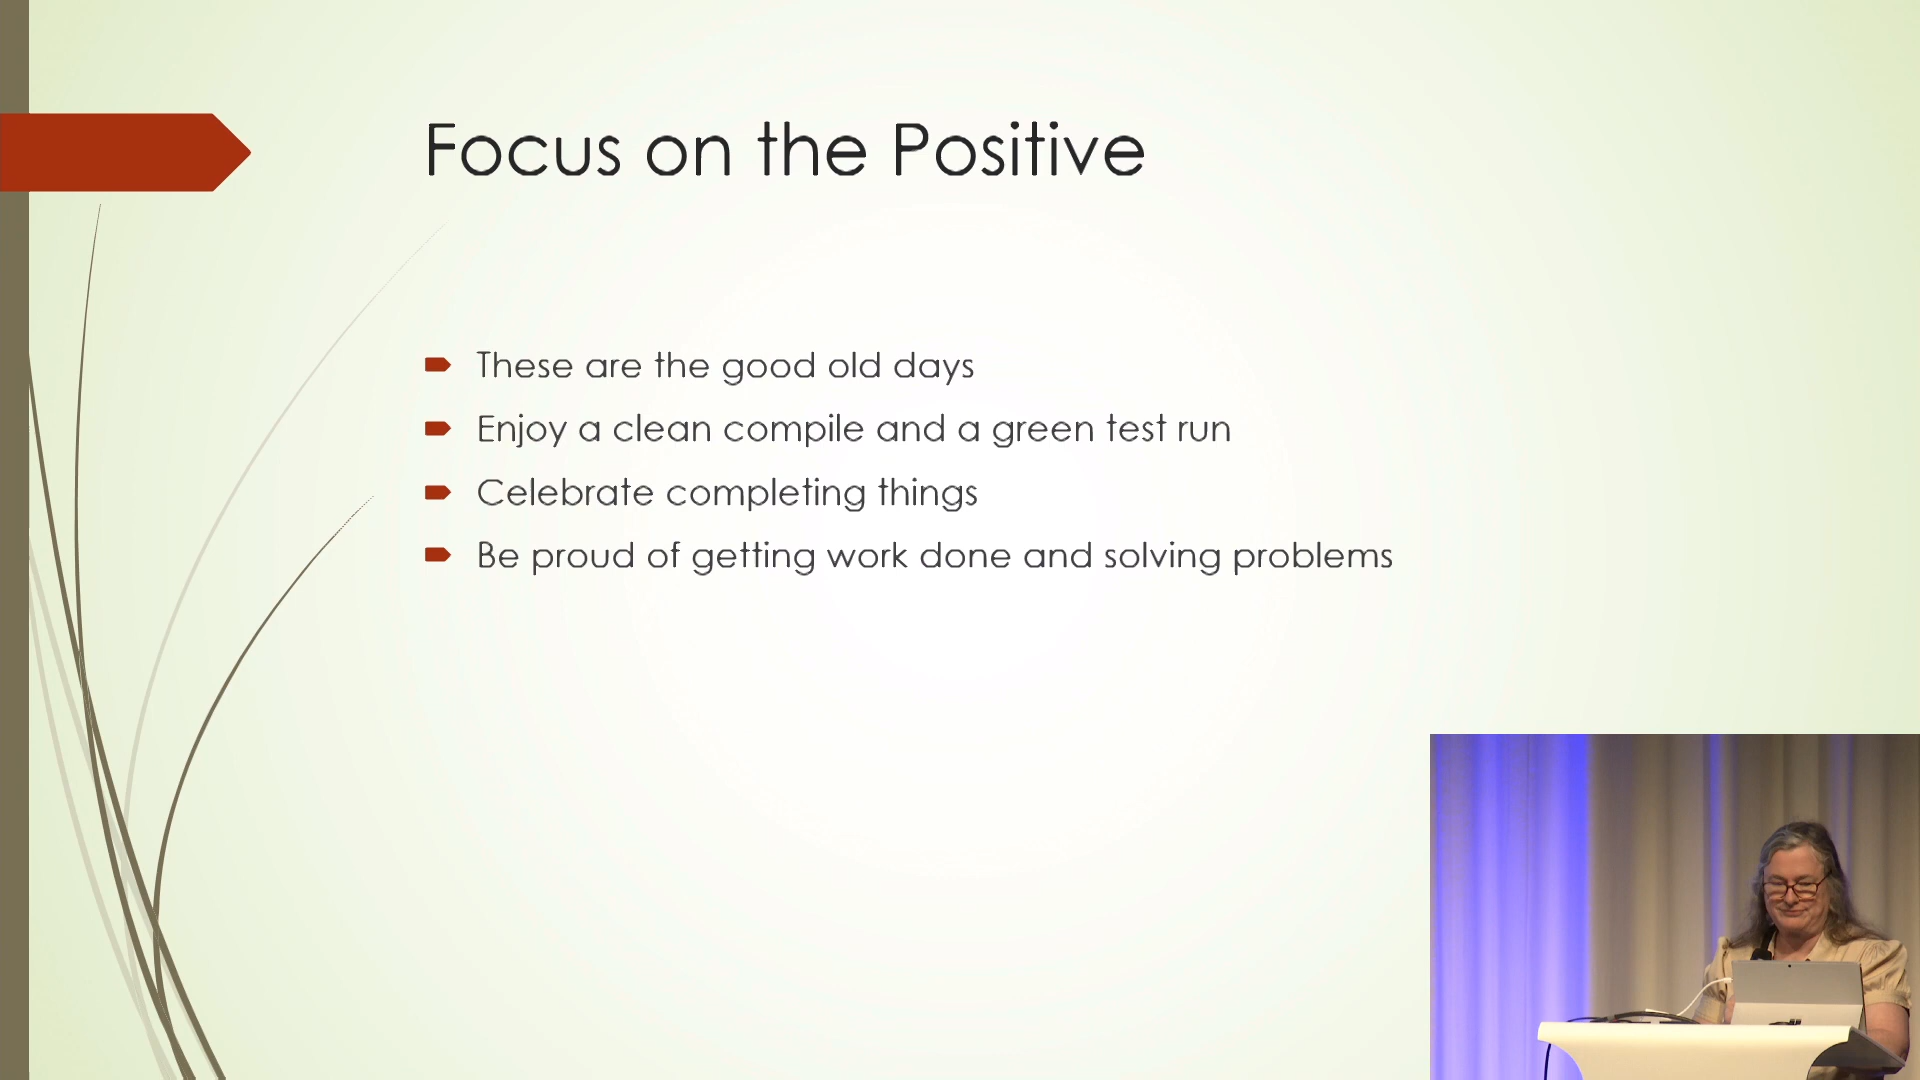 Focus on the Positive
These are the good old days
Enjoy a clean compile and a green test run
Celebrate completing things
Be proud of getting work done and solving problems